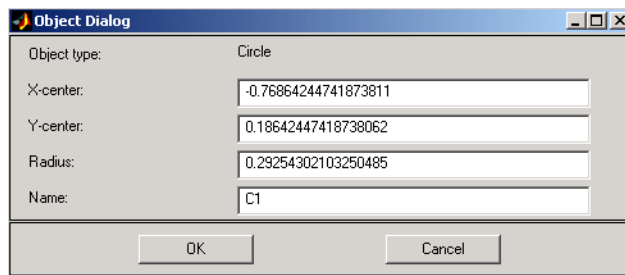 Object Dialog
Object type: Circle
X-center: -0.76864244741873811
Y-center: 0.18642447418738062
Radius: 0.29254302103250485
Name: C1
OK Cancel